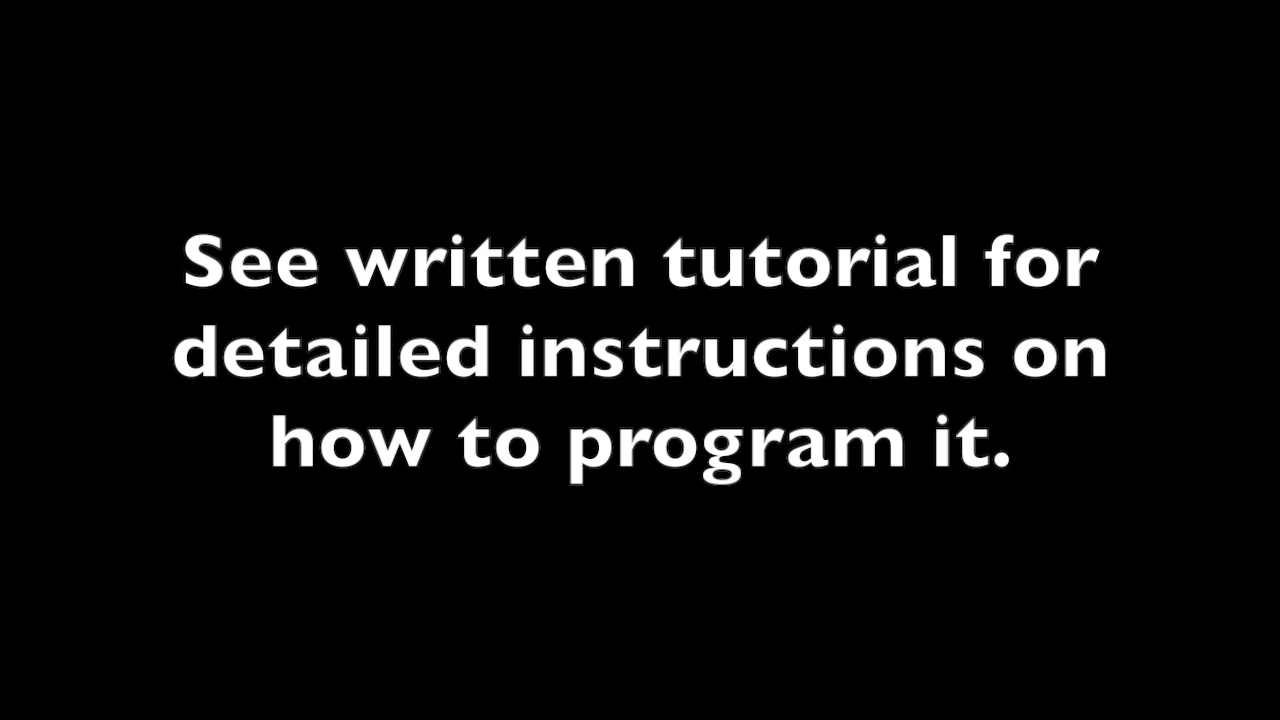 See written tutorial for
detailed instructions on
how to program it.